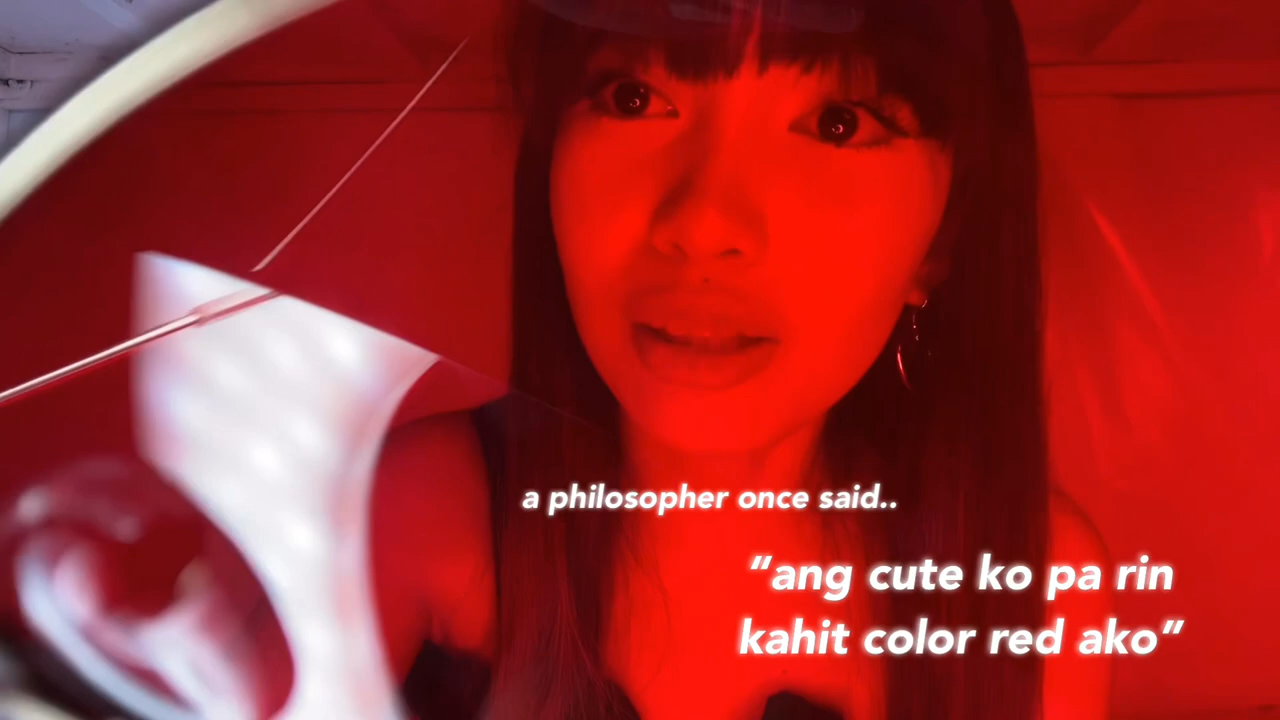 a philosopher once said..
“ang cute ko pa rin
kahit color red ako”